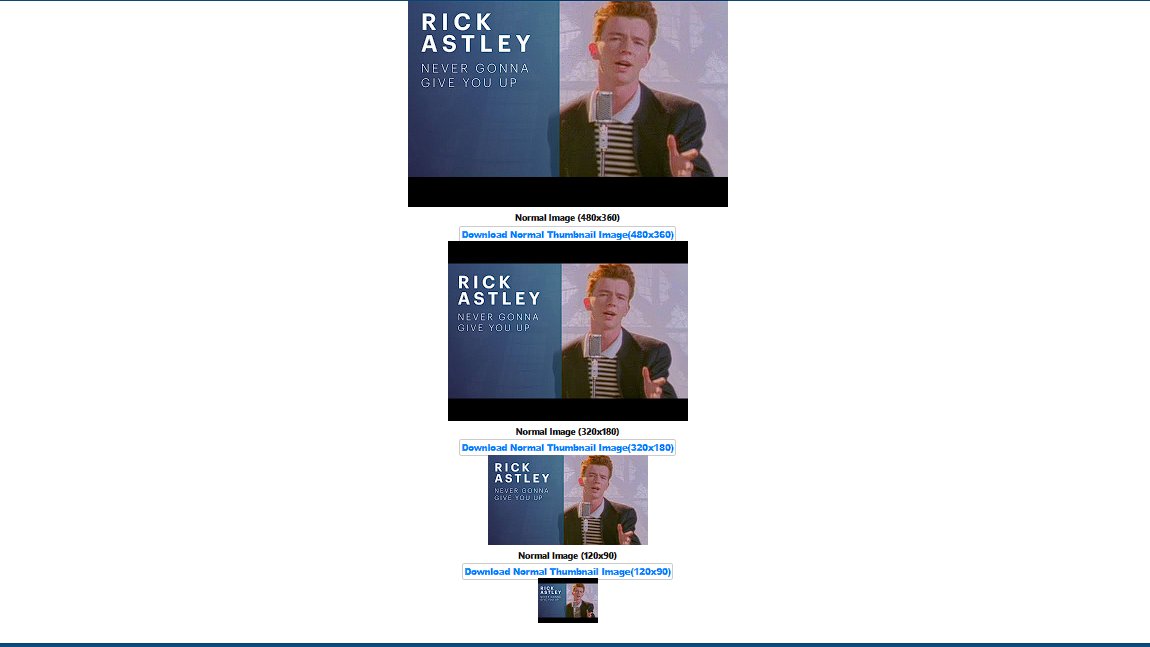 RICK
ASTLEY
NEVER GONNA
GIVE YOU UP
Normal Image (480x360)
Download Normal Thumbnail Image(480x360)
RICK
ASTLEY
NEVER GONNA
GIVE YOU UP
Normal Image (320x180)
Download Normal Thumbnail Image(320x180)
RICK
ASTLEY
NEVER GONNA
GIVE YOU UP
Normal Image (120x90)
Download Normal Thumbnail Image(120x90)
RICK
ASTLEY